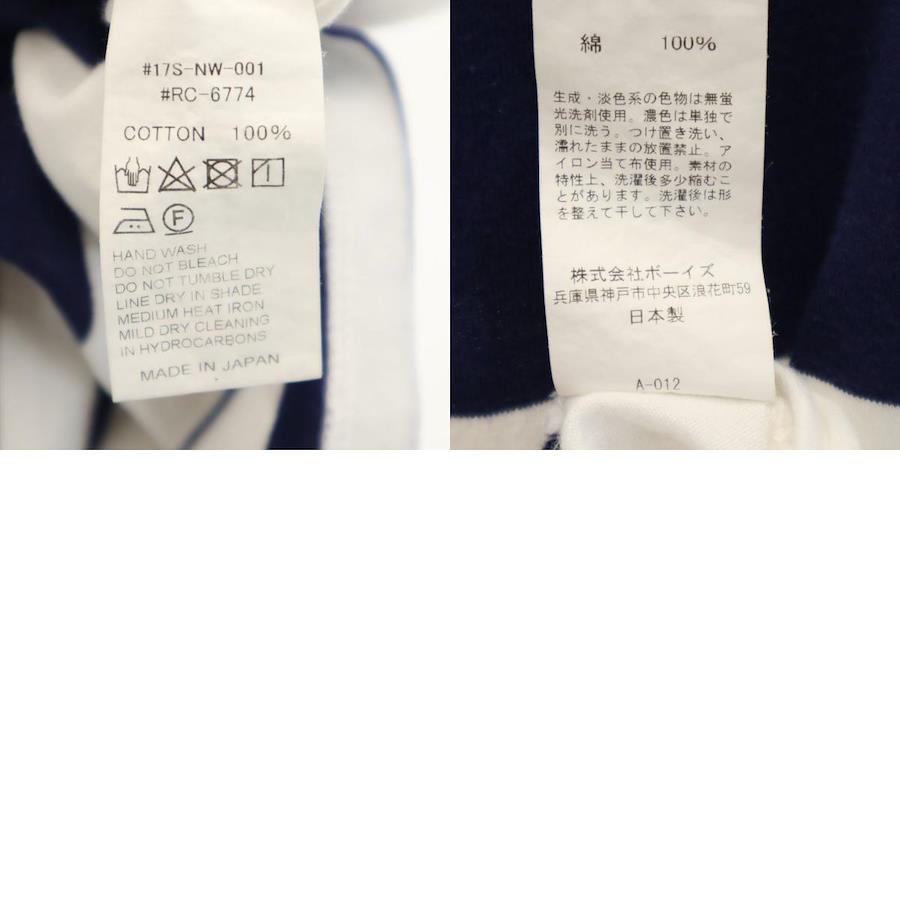 #17S-NW-001
#RC-6774
COTTON 100%
HAND WASH
DO NOT BLEACH
DO NOT TUMBLE DRY
LINE DRY IN SHADE
MEDIUM HEAT IRON
MILD DRY CLEANING
IN HYDROCARBONS
MADE IN JAPAN
綿 100%
生成・淡色系の色物は無蛍
光洗剤使用。濃色は単独で
別に洗う。つけ置き洗い、
濡れたままの放置禁止。ア
イロン当て布使用。素材の
特性上、洗濯後多少縮むこ
とがあります。洗濯後は形
を整えて干して下さい。
株式会社ボーイズ
兵庫県神戸市中央区浪花町59
日本製
A-012